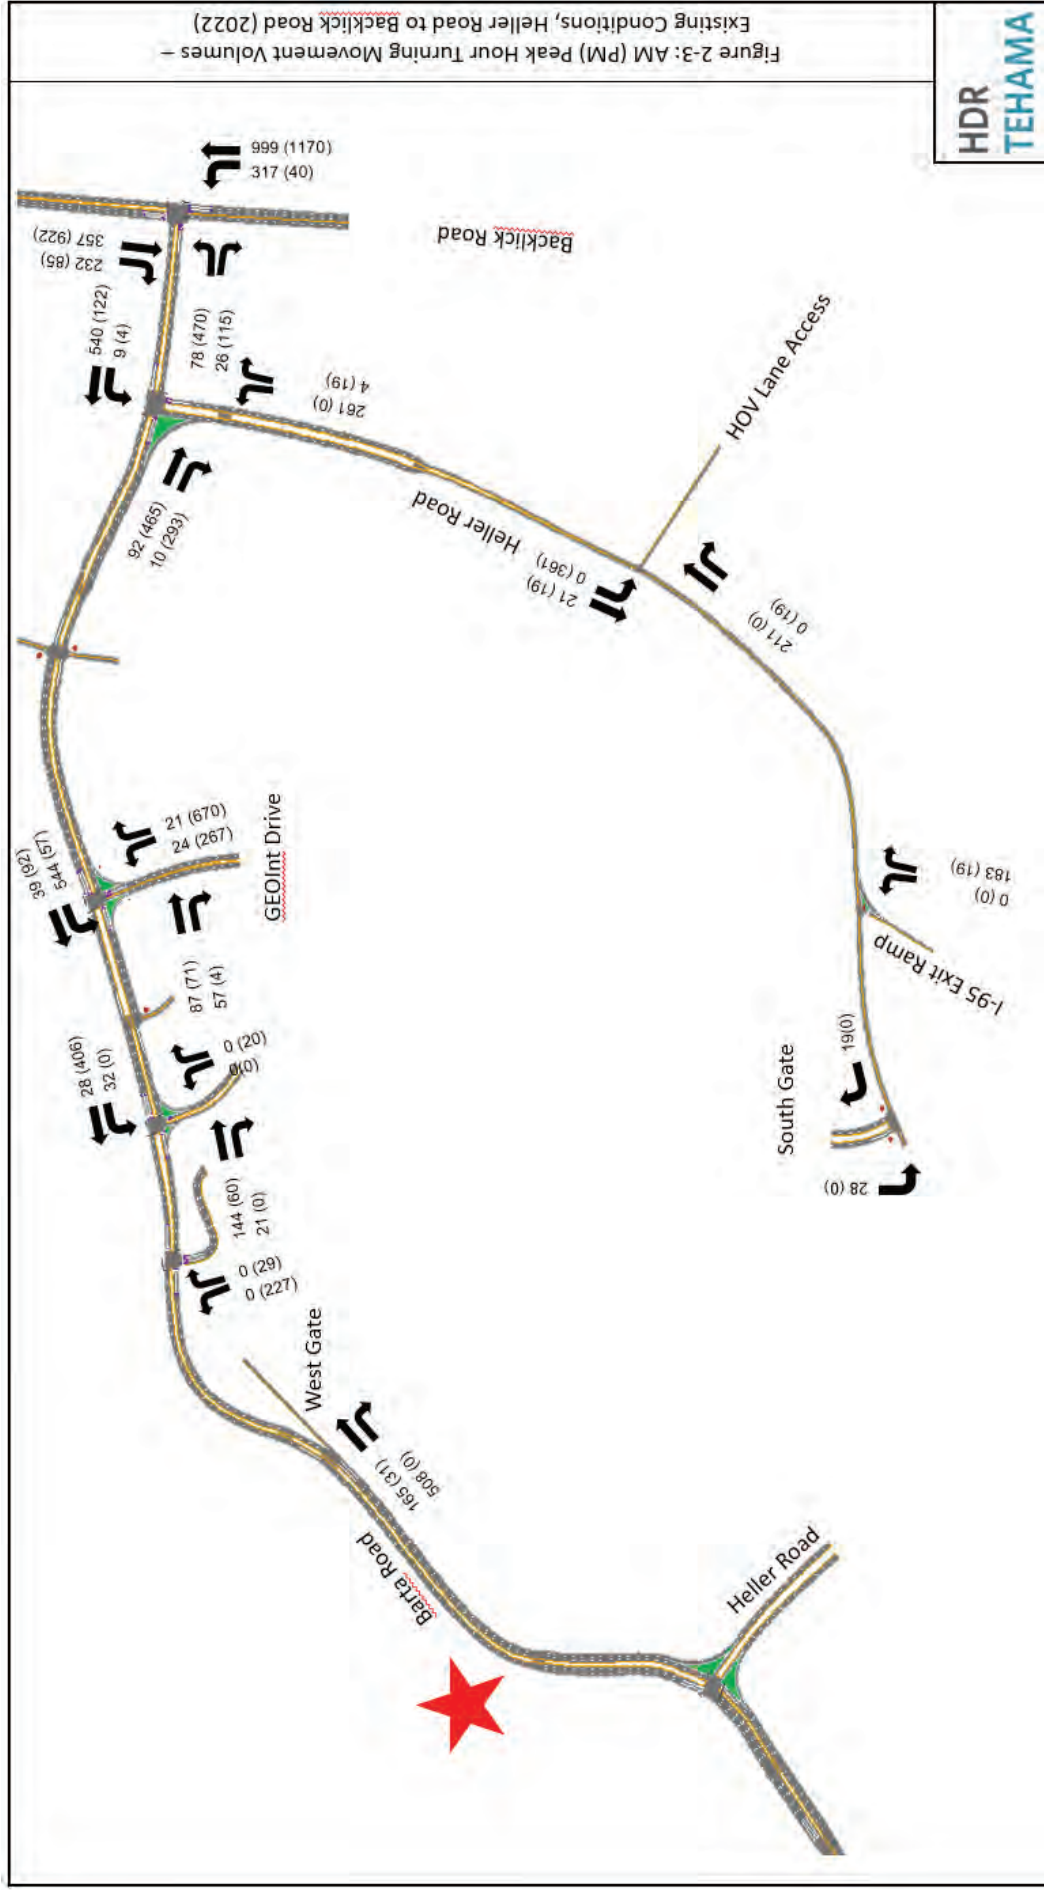 Figure 2-3: AM (PM) Peak Hour Turning Movement Volumes –
Existing Conditions, Heller Road to Backlick Road (2022)
HDR
TEHAMA
999 (1170)
317 (40)
357 (922)
232 (85)
Backlick Road
540 (122)
9 (4)
78 (470)
26 (115)
4 (19)
261 (0)
HOV Lane Access
92 (465)
10 (293)
Heller Road
0 (361)
21 (19)
211 (0)
0 (19)
39 (92)
544 (57)
21 (670)
24 (267)
GEOInt Drive
87 (71)
57 (4)
183 (19)
0 (0)
I-95 Exit Ramp
28 (406)
32 (0)
0 (20)
0(0)
19(0)
South Gate
28 (0)
144 (60)
21 (0)
0 (29)
0 (227)
West Gate
165 (31)
508 (0)
Barta Road
Heller Road